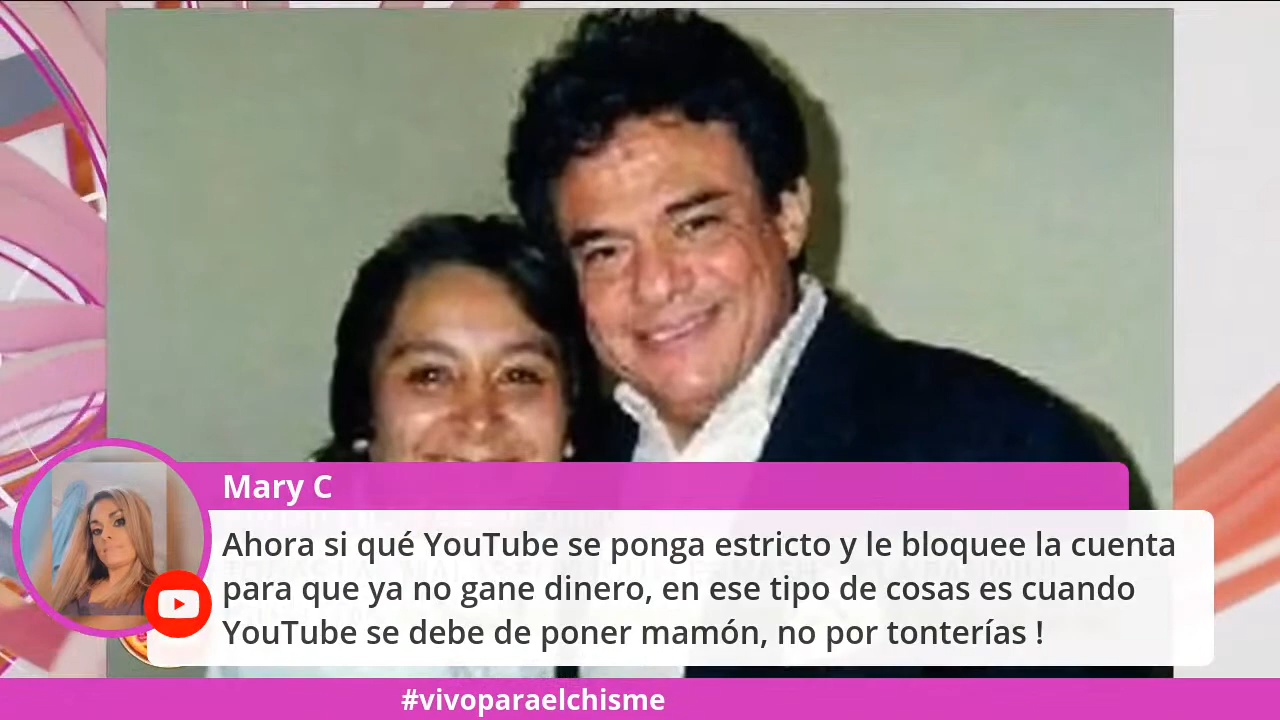 Mary C
Ahora si qué YouTube se ponga estricto y le bloquee la cuenta
para que ya no gane dinero, en ese tipo de cosas es cuando
YouTube se debe de poner mamón, no por tonterías !
#vivoparaelchisme